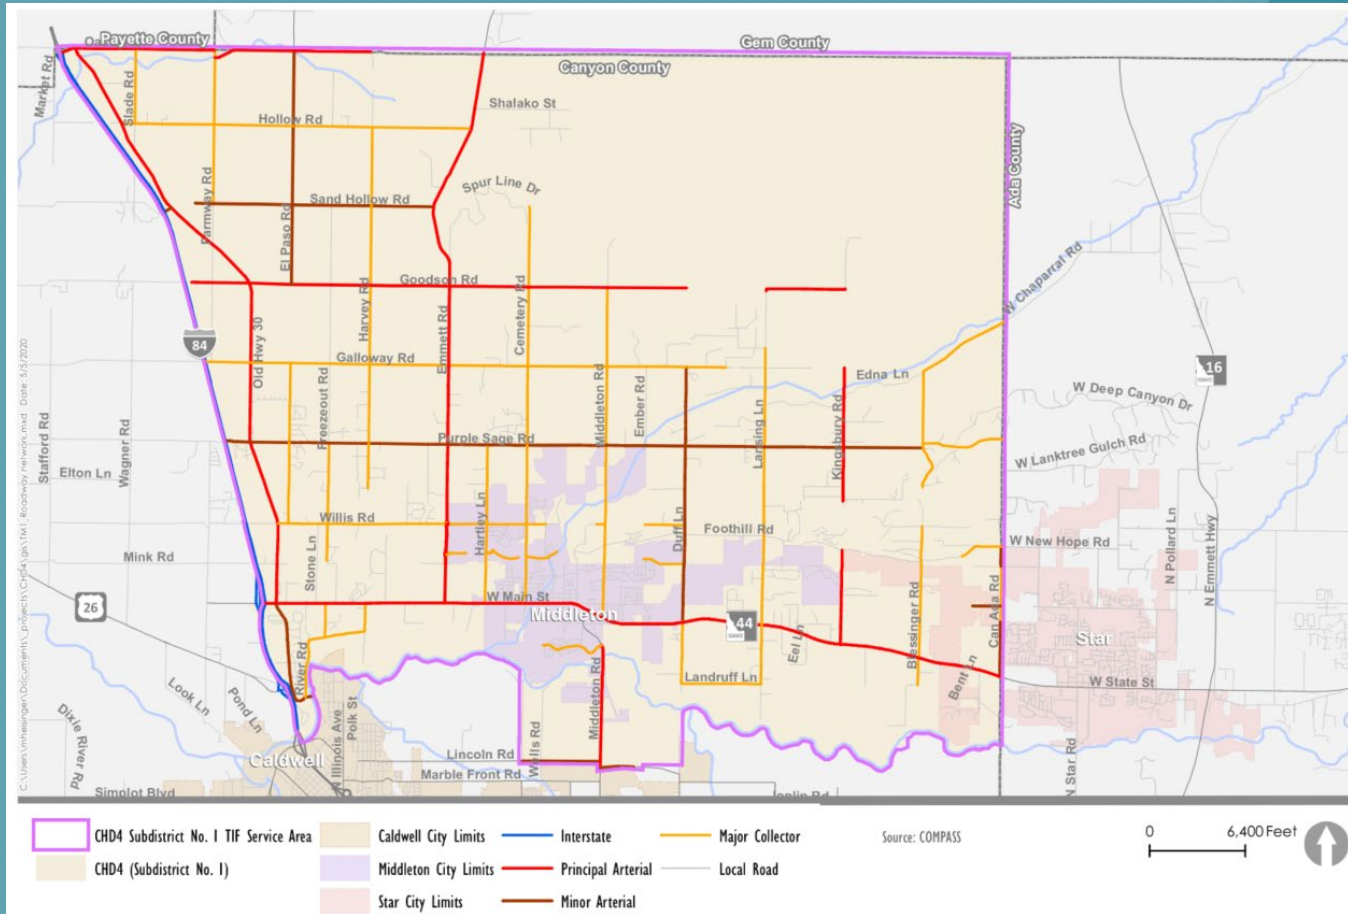 Payette County
Gem County
Canyon County
Market Rd
Slade Rd
Shalako St
Hollow Rd
Ada County
Farmway Rd
Spur Line Dr
Sand Hollow Rd
El Paso Rd
W Chaparral Rd
Goodson Rd
Harvey Rd
Emmett Rd
Cemetery Rd
84
Old Hwy 30
Galloway Rd
Middleton Rd
Ember Rd
Edna Ln
16
IDAHO
W Deep Canyon Dr
Freezeout Rd
Lansing Ln
Kingsbury Rd
Stafford Rd
Wagner Rd
Purple Sage Rd
W Lanktree Gulch Rd
Elton Ln
Willis Rd
Hartley Ln
Duff Ln
Foothill Rd
W New Hope Rd
N Pollard Ln
N Emmett Hwy
Mink Rd
Stone Ln
W Main St
26
Middleton
44
IDAHO
Eel Ln
Blessinger Rd
Can Ada Rd
Star
River Rd
Landruff Ln
Bent Ln
W State St
Look Ln
Pond Ln
Polk St
N Illinois Ave
Wells Rd
Middleton Rd
Dixie River Rd
Caldwell
Lincoln Rd
Marble Front Rd
N Star Rd
Simplot Blvd
Joplin Rd
CHD4 Subdistrict No. 1 TIF Service Area
CHD4 (Subdistrict No. 1)
Caldwell City Limits
Middleton City Limits
Star City Limits
Interstate
Principal Arterial
Minor Arterial
Major Collector
Local Road
Source: COMPASS
0 6,400 Feet